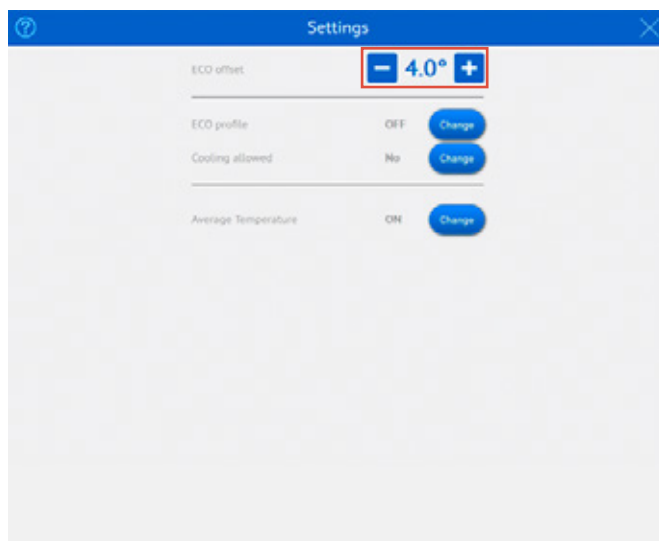 ?
Settings
ECO offset
− 4.0° +
ECO profile OFF Change
Cooling allowed No Change
Average Temperature ON Change